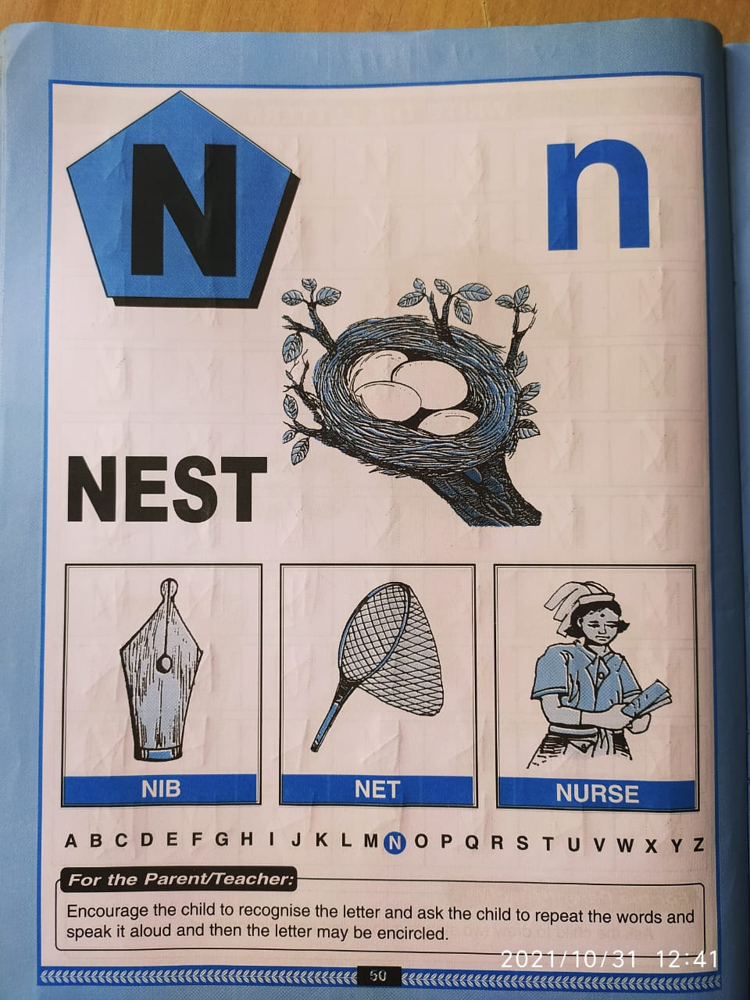 N
n
NEST
NIB
NET
NURSE
A B C D E F G H I J K L M N O P Q R S T U V W X Y Z
For the Parent/Teacher:
Encourage the child to recognise the letter and ask the child to repeat the words and
speak it aloud and then the letter may be encircled.
2021/10/31 12:41
50